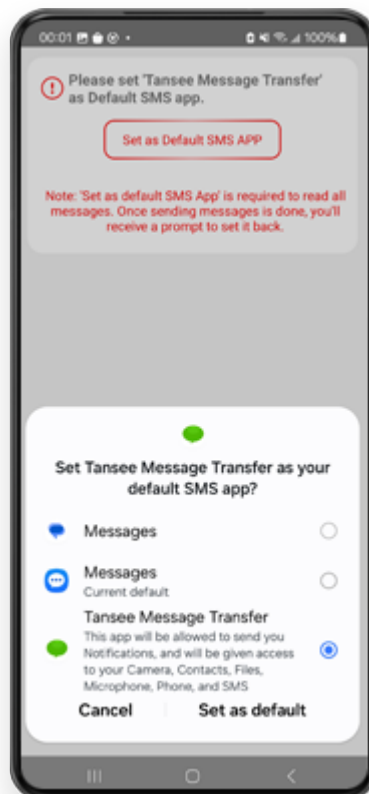 00:01
100%
Please set 'Tansee Message Transfer'
as Default SMS app.
Set as Default SMS APP
Note: 'Set as default SMS App' is required to read all
messages. Once sending messages is done, you'll
receive a prompt to set it back.
Set Tansee Message Transfer as your
default SMS app?
Messages
Messages
Current default
Tansee Message Transfer
This app will be allowed to send you
Notifications, and will be given access
to your Camera, Contacts, Files,
Microphone, Phone, and SMS
Cancel
Set as default